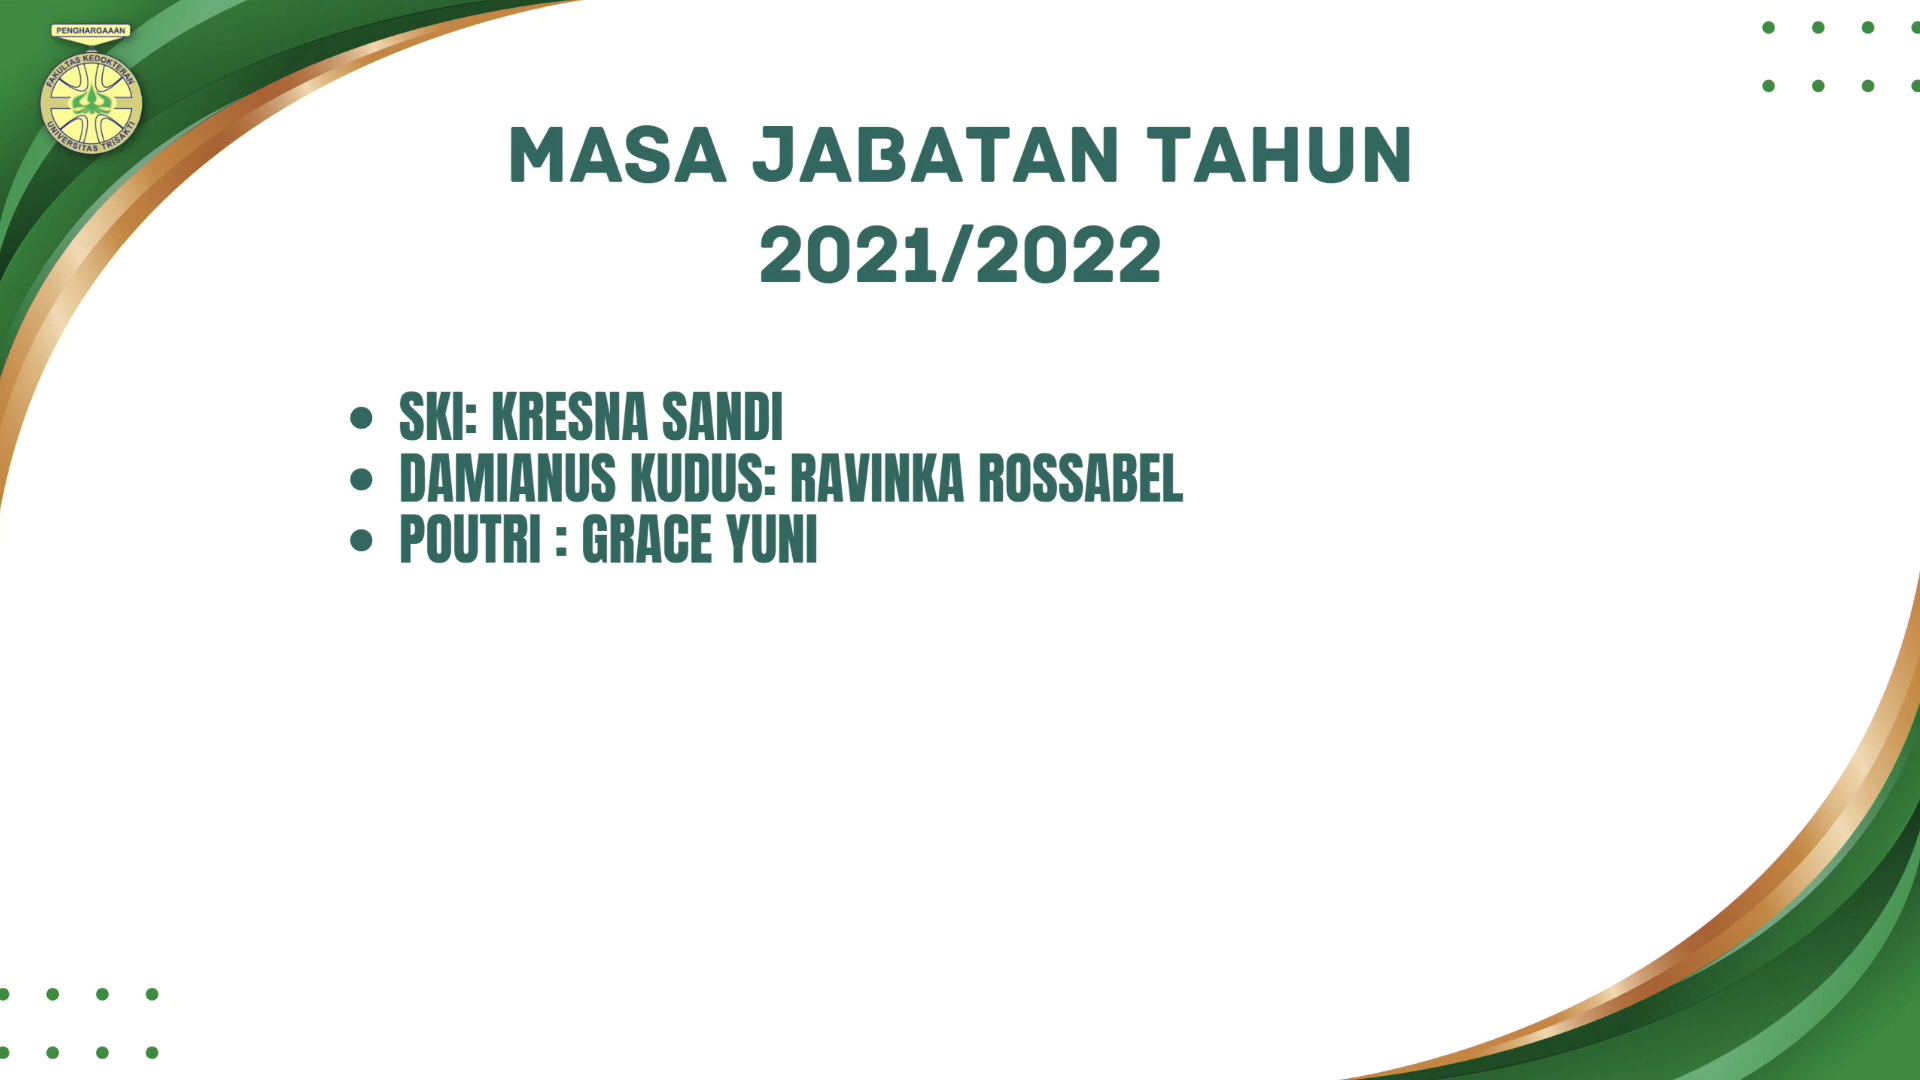 PENGHARGAAAN
FAKULTAS KEDOKTERAN
UNIVERSITAS TRISAKTI
MASA JABATAN TAHUN
2021/2022
• SKI: KRESNA SANDI
• DAMIANUS KUDUS: RAVINKA ROSSABEL
• POUTRI : GRACE YUNI